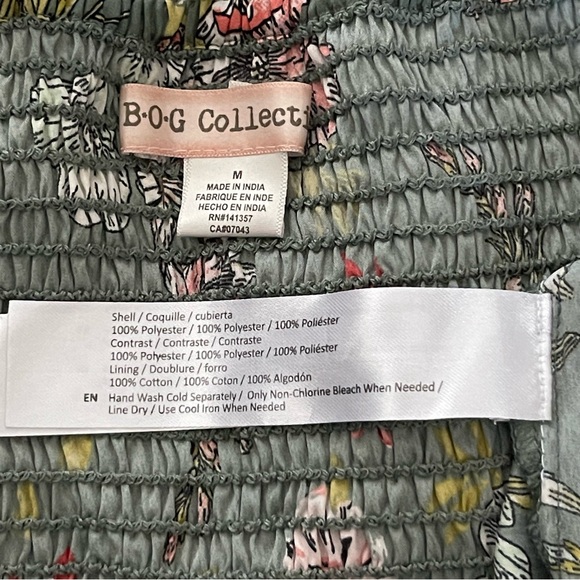 B·O·G Collecti
M
MADE IN INDIA
FABRIQUE EN INDE
HECHO EN INDIA
RN#141357
CA#07043
Shell / Coquille / cubierta
100% Polyester / 100% Polyester / 100% Poliéster
Contrast / Contraste / Contraste
100% Polyester / 100% Polyester / 100% Poliéster
Lining / Doublure / forro
100% Cotton / 100% Coton / 100% Algodón
EN Hand Wash Cold Separately / Only Non-Chlorine Bleach When Needed /
Line Dry / Use Cool Iron When Needed